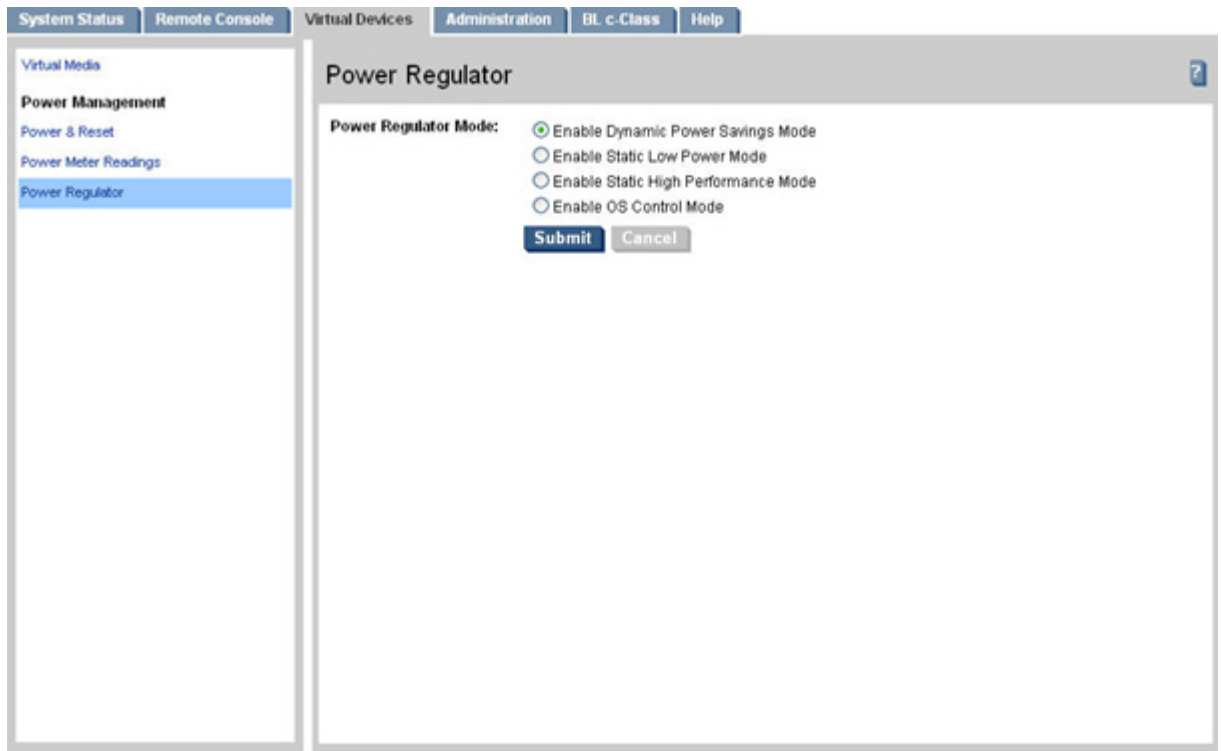 System Status Remote Console Virtual Devices Administration BL c-Class Help
Virtual Media
Power Management
Power & Reset
Power Meter Readings
Power Regulator
Power Regulator
?
Power Regulator Mode:
Enable Dynamic Power Savings Mode
Enable Static Low Power Mode
Enable Static High Performance Mode
Enable OS Control Mode
Submit Cancel